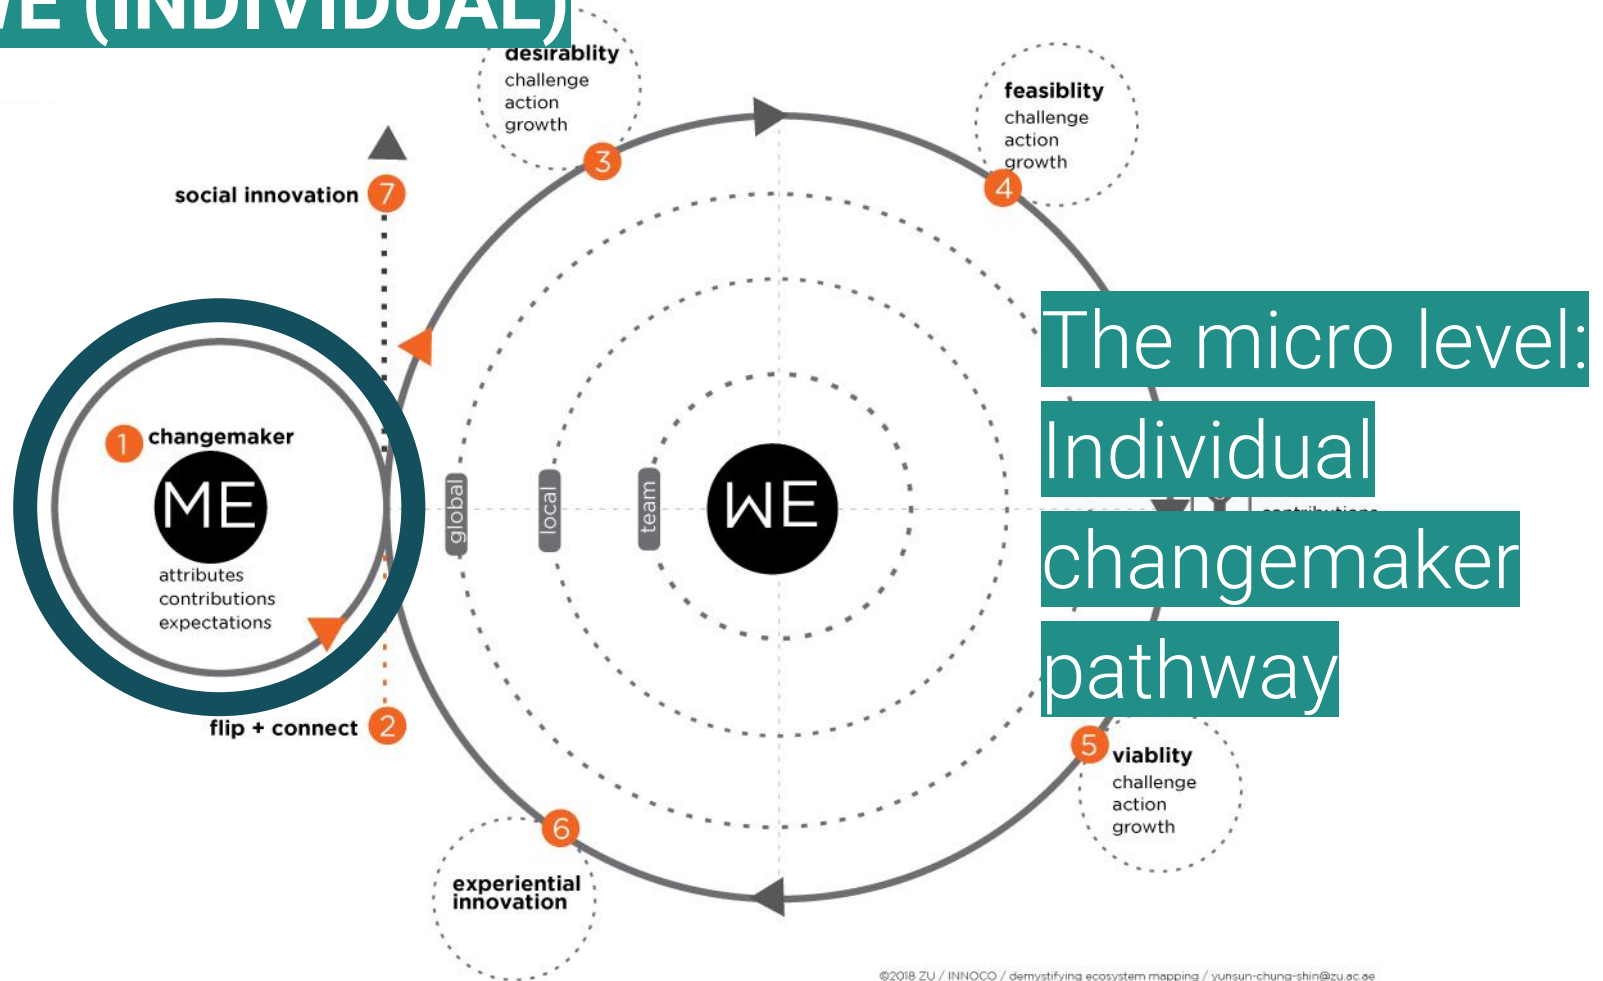 WE (INDIVIDUAL)
desirablity
challenge
action
growth
3
feasiblity
challenge
action
growth
4
social innovation 7
The micro level:
Individual
changemaker
pathway
1 changemaker
ME
attributes
contributions
expectations
global
local
team
WE
contributions
flip + connect 2
5 viablity
challenge
action
growth
6
experiential
innovation
©2018 ZU / INNOCO / demystifying ecosystem mapping / yunsun-chung-shin@zu.ac.ae